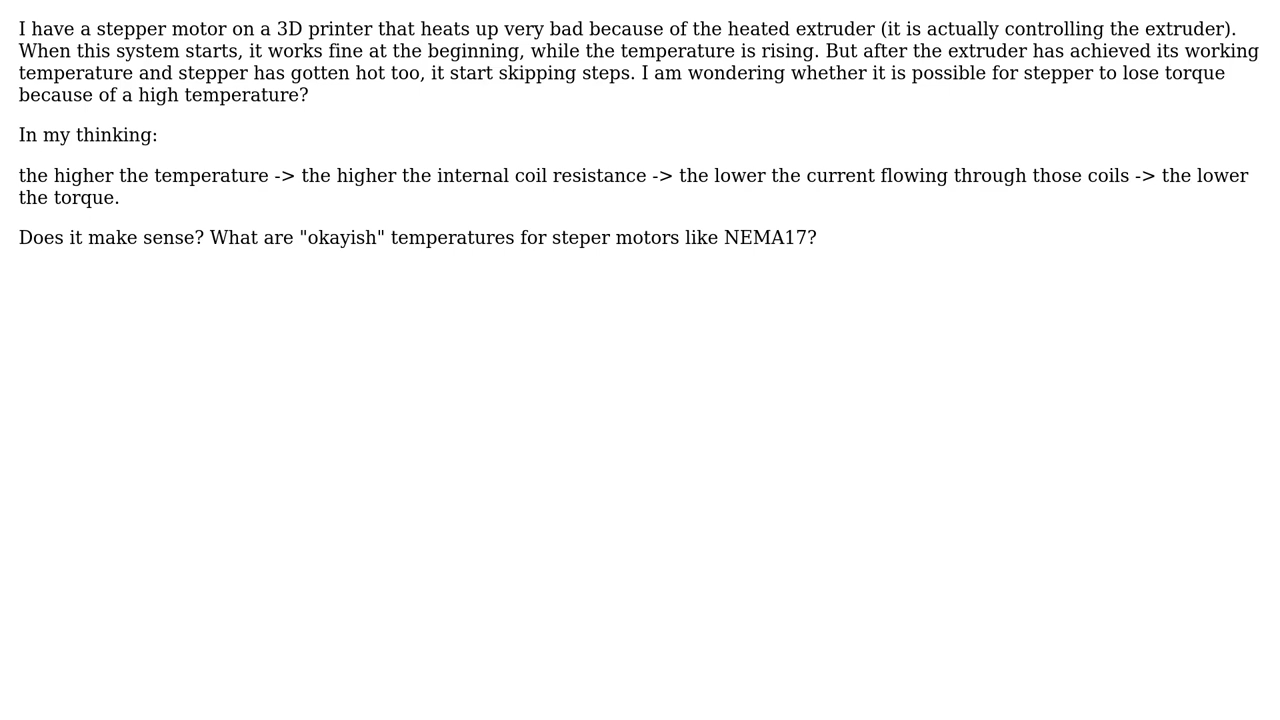 I have a stepper motor on a 3D printer that heats up very bad because of the heated extruder (it is actually controlling the extruder).
When this system starts, it works fine at the beginning, while the temperature is rising. But after the extruder has achieved its working
temperature and stepper has gotten hot too, it start skipping steps. I am wondering whether it is possible for stepper to lose torque
because of a high temperature?
In my thinking:
the higher the temperature -> the higher the internal coil resistance -> the lower the current flowing through those coils -> the lower
the torque.
Does it make sense? What are "okayish" temperatures for steper motors like NEMA17?